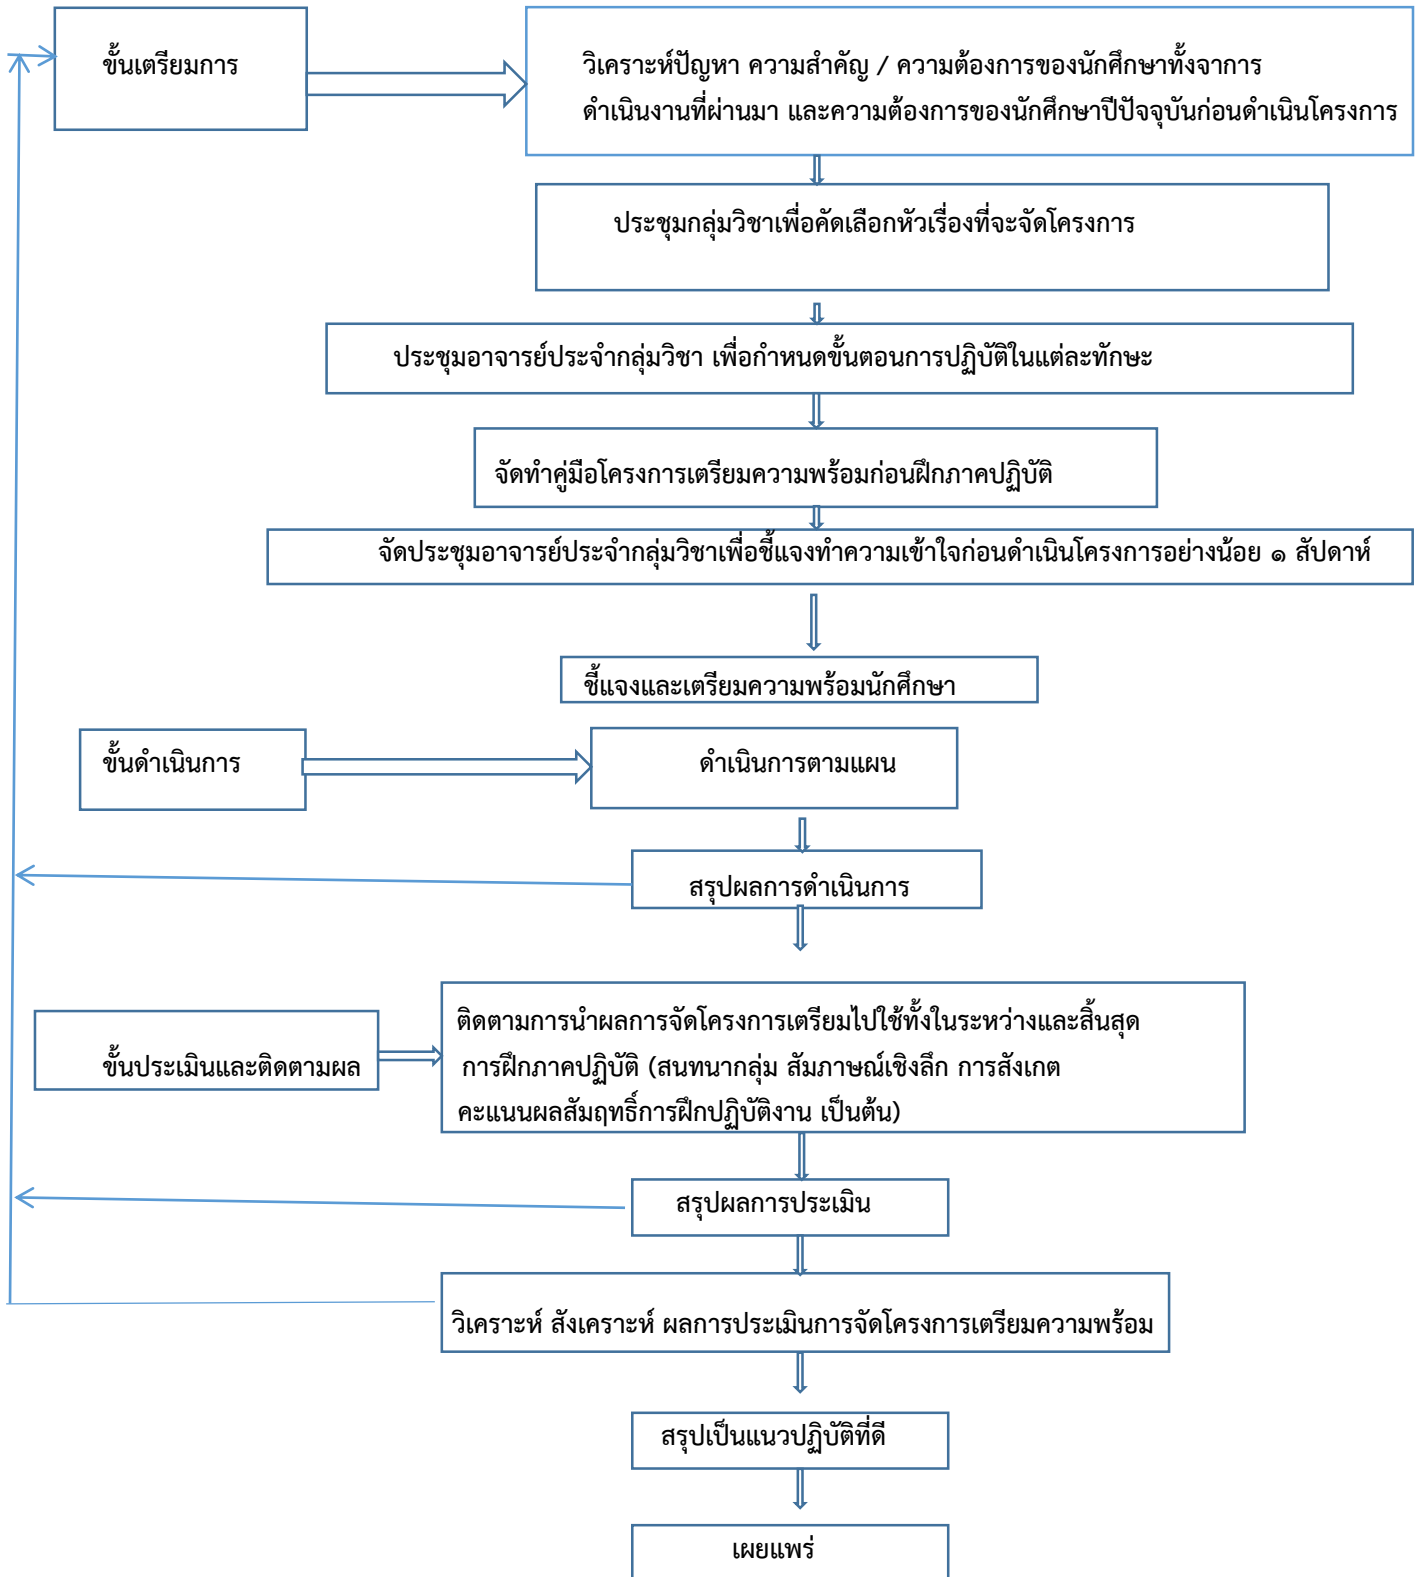 ขั้นเตรียมการ
วิเคราะห์ปัญหา ความสำคัญ / ความต้องการของนักศึกษาทั้งจาการ
ดำเนินงานที่ผ่านมา และความต้องการของนักศึกษาปีปัจจุบันก่อนดำเนินโครงการ
ประชุมกลุ่มวิชาเพื่อคัดเลือกหัวเรื่องที่จะจัดโครงการ
ประชุมอาจารย์ประจำกลุ่มวิชา เพื่อกำหนดขั้นตอนการปฏิบัติในแต่ละทักษะ
จัดทำคู่มือโครงการเตรียมความพร้อมก่อนฝึกภาคปฏิบัติ
จัดประชุมอาจารย์ประจำกลุ่มวิชาเพื่อชี้แจงทำความเข้าใจก่อนดำเนินโครงการอย่างน้อย ๑ สัปดาห์
ชี้แจงและเตรียมความพร้อมนักศึกษา
ขั้นดำเนินการ
ดำเนินการตามแผน
สรุปผลการดำเนินการ
ขั้นประเมินและติดตามผล
ติดตามการนำผลการจัดโครงการเตรียมไปใช้ทั้งในระหว่างและสิ้นสุด
การฝึกภาคปฏิบัติ (สนทนากลุ่ม สัมภาษณ์เชิงลึก การสังเกต
คะแนนผลสัมฤทธิ์การฝึกปฏิบัติงาน เป็นต้น)
สรุปผลการประเมิน
วิเคราะห์ สังเคราะห์ ผลการประเมินการจัดโครงการเตรียมความพร้อม
สรุปเป็นแนวปฏิบัติที่ดี
เผยแพร่